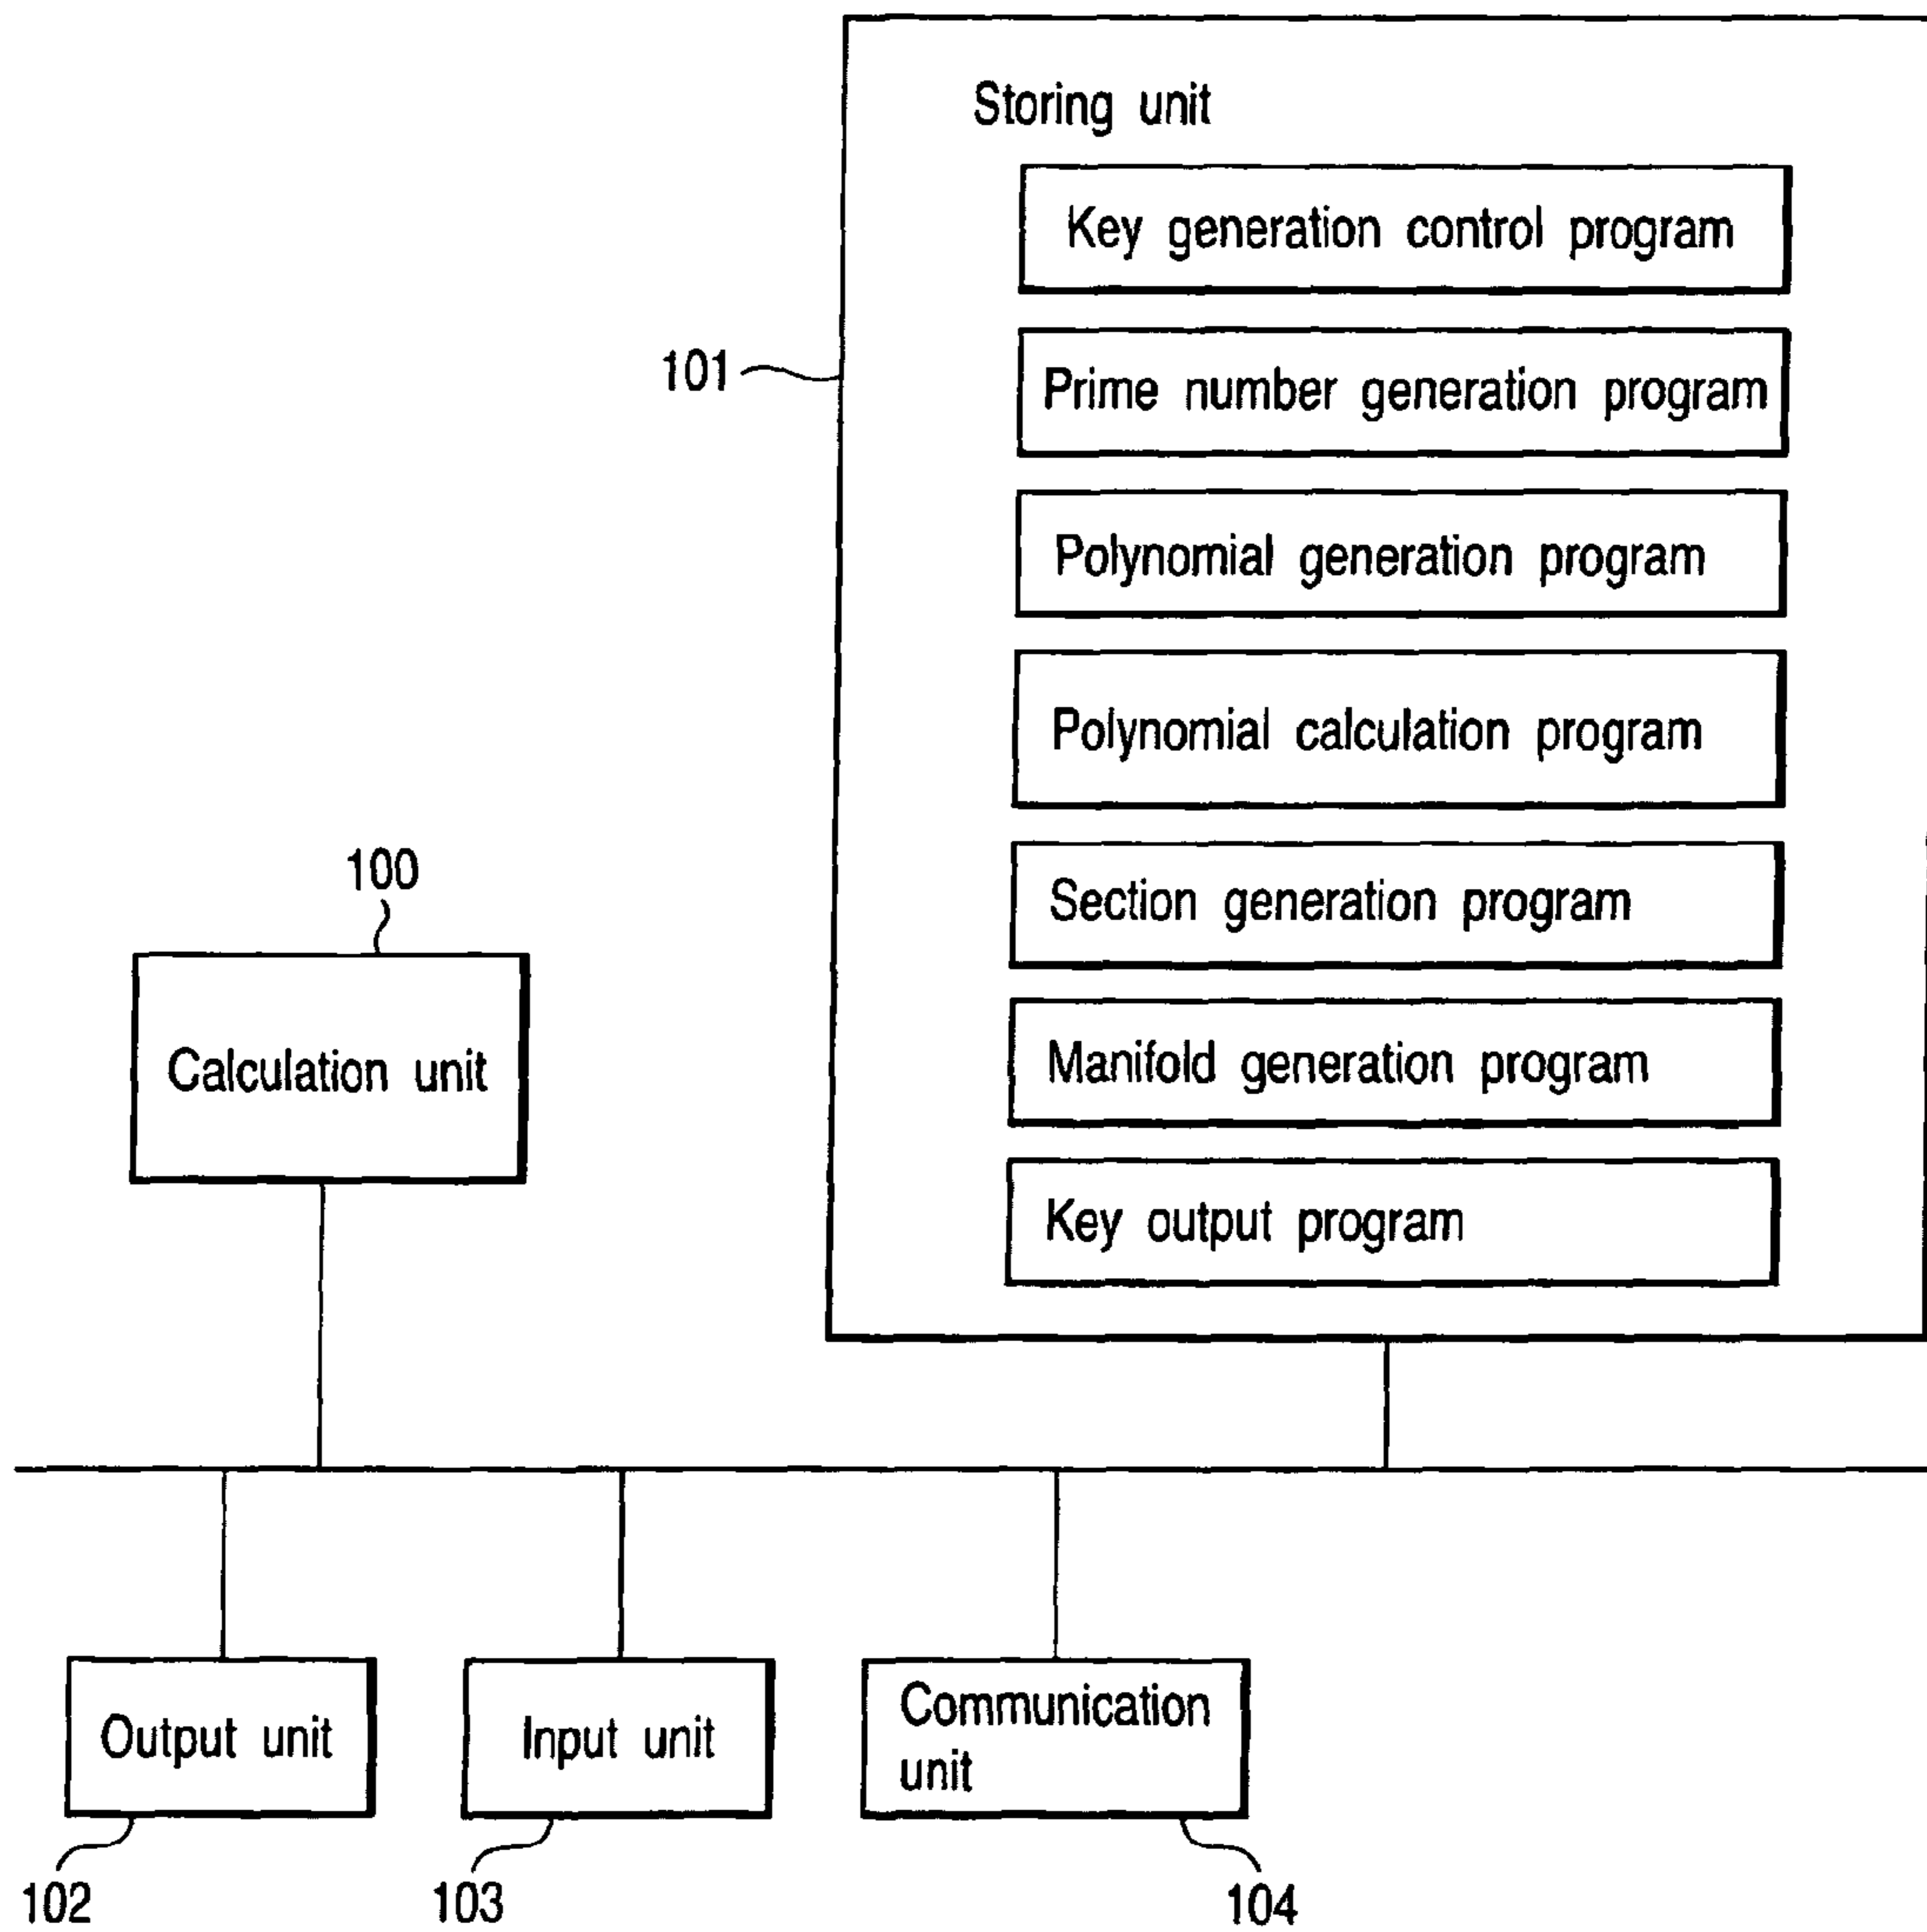 Storing unit
Key generation control program
101
Prime number generation program
Polynomial generation program
Polynomial calculation program
100
Section generation program
Calculation unit
Manifold generation program
Key output program
Output unit
Input unit
Communication
unit
102
103
104